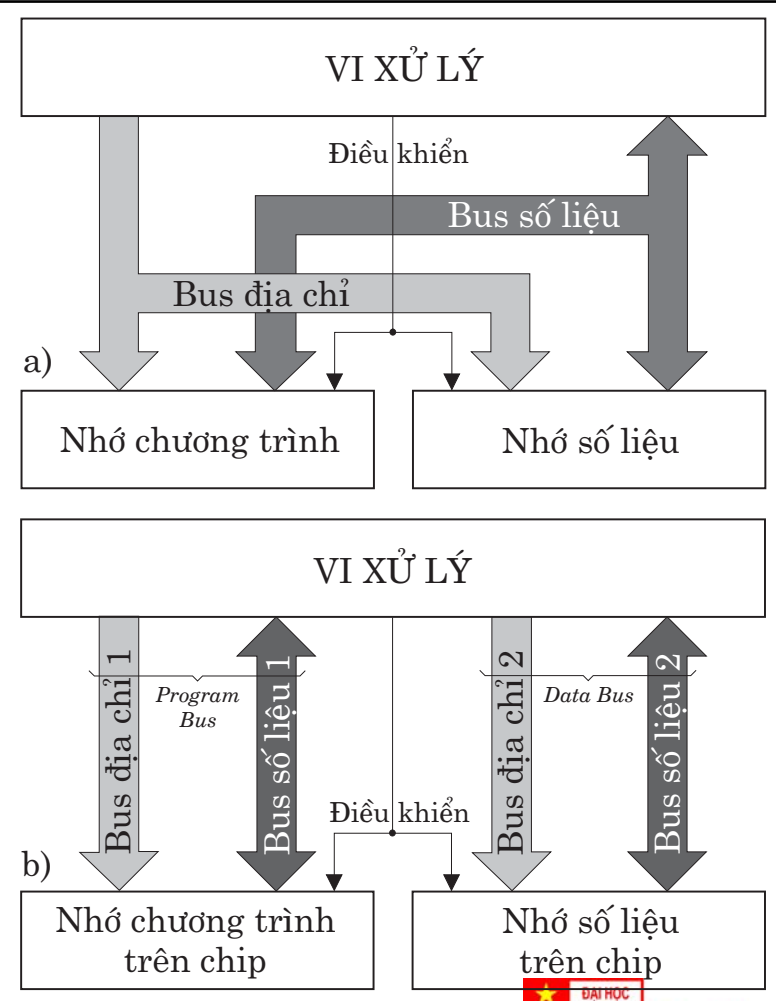 VI XỬ LÝ
Điều khiển
Bus số liệu
Bus địa chỉ
a)
Nhớ chương trình
Nhớ số liệu
VI XỬ LÝ
Bus địa chỉ 1
Program
Bus
Bus số liệu 1
Bus địa chỉ 2
Data Bus
Bus số liệu 2
Điều khiển
b)
Nhớ chương trình
trên chip
Nhớ số liệu
trên chip
ĐẠI HỌC